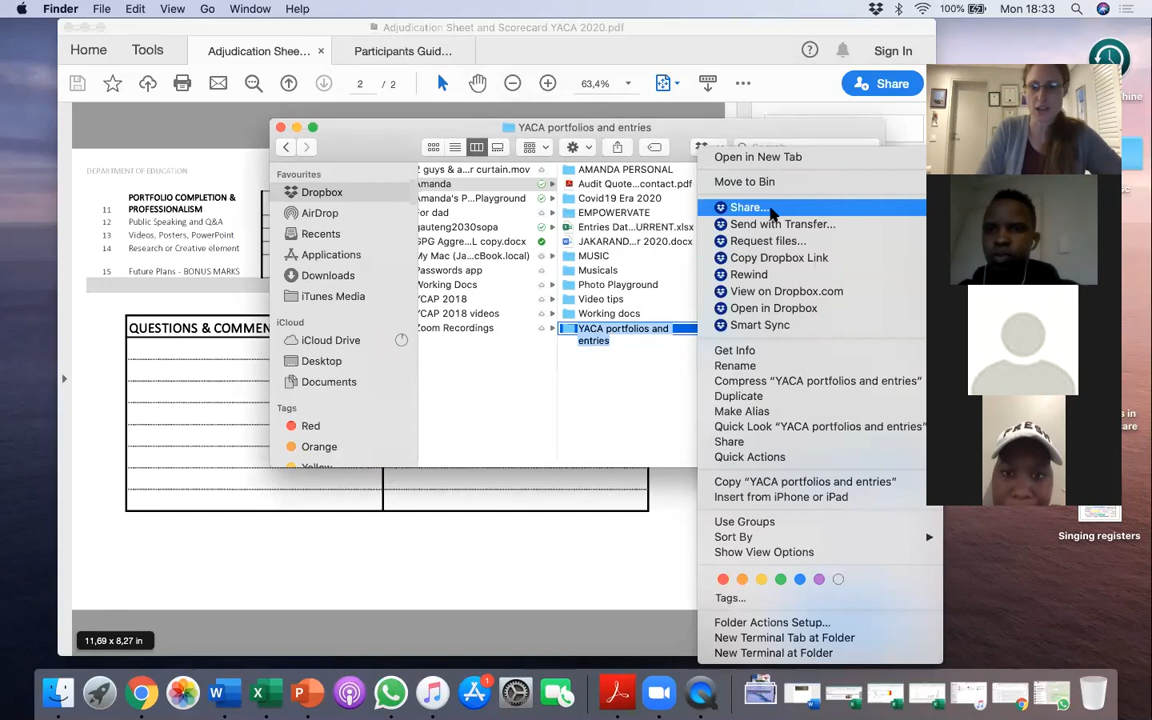 Finder File Edit View Go Window Help 100% Mon 18:33
Adjudication Sheet and Scorecard YACA 2020.pdf
Home Tools Adjudication Shee... × Participants Guid... Sign In
2 / 2 63,4% Share
DEPARTMENT OF EDUCATION
PORTFOLIO COMPLETION &
11 PROFESSIONALISM
12 Public Speaking and Q&A
13 Videos, PowerPoint
14 Research or Creative element
15 Future Plans - BONUS MARKS
QUESTIONS & COMMEN
11,69 x 8,27 in
YACA portfolios and entries
Favourites
Dropbox
AirDrop
Recents
Applications
Downloads
iTunes Media
iCloud
iCloud Drive
Desktop
Documents
Tags
Red
Orange
Yellow
2 guys & a...r curtain.mov
Amanda
Amanda's P...Playground
For dad
gauteng2030sopa
GPG Aggre...L copy.docx
My Mac (Ja...cBook.local)
Passwords app
Working Docs
YCAP 2018
YCAP 2018 videos
Zoom Recordings
AMANDA PERSONAL
Audit Quote...contact.pdf
Covid19 Era 2020
EMPOWERVATE
Entries Dat...URRENT.xlsx
JAKARAND...r 2020.docx
MUSIC
Musicals
Photo Playground
Video tips
Working docs
YACA portfolios and
entries
Open in New Tab
Move to Bin
Share...
Send with Transfer...
Request files...
Copy Dropbox Link
Rewind
View on Dropbox.com
Open in Dropbox
Smart Sync
Get Info
Rename
Compress “YACA portfolios and entries”
Duplicate
Make Alias
Quick Look “YACA portfolios and entries”
Share
Quick Actions
Copy “YACA portfolios and entries”
Insert from iPhone or iPad
Use Groups
Sort By
Show View Options
Tags...
Folder Actions Setup...
New Terminal Tab at Folder
New Terminal at Folder
Singing registers
1